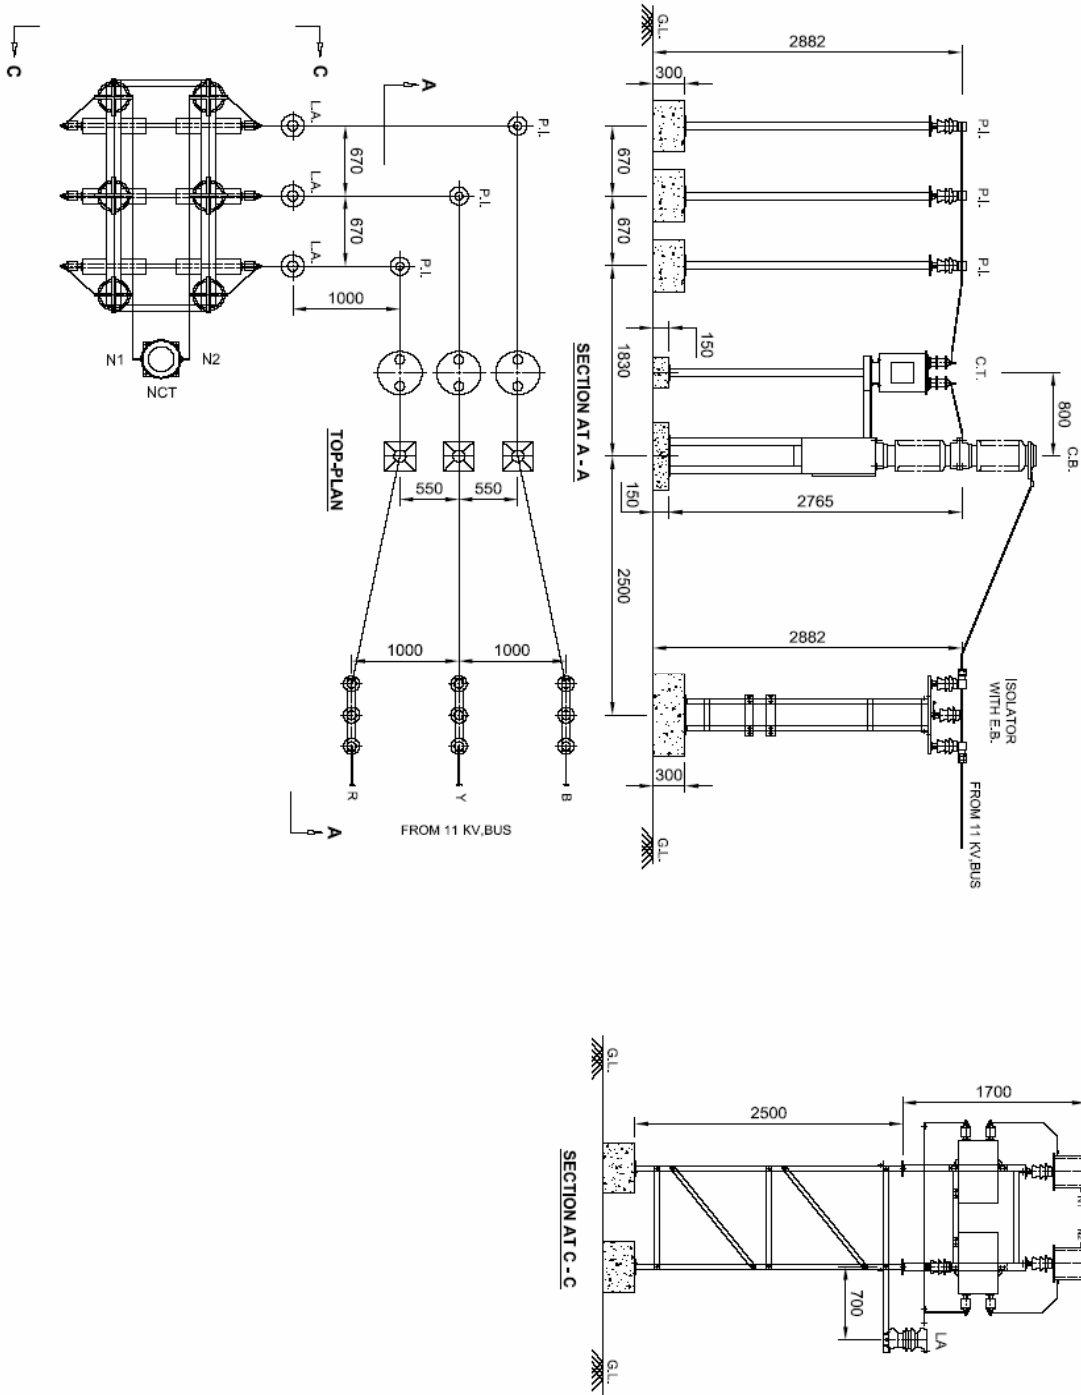 C
C
A
L.A.
L.A.
L.A.
P.I.
P.I.
P.I.
670
670
1000
N1
N2
NCT
TOP-PLAN
550
550
1000
1000
R
Y
B
A
FROM 11 KV,BUS
G.L.
2882
300
P.I.
P.I.
P.I.
670
670
150
1830
SECTION AT A - A
C.T.
800
C.B.
150
2765
2500
2882
ISOLATOR
WITH E.B.
300
FROM 11 KV,BUS
G.L.
G.L.
2500
1700
SECTION AT C - C
700
LA
G.L.